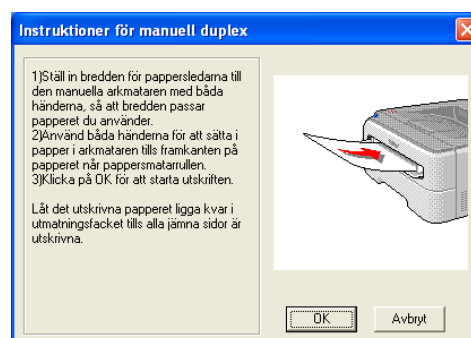 Instruktioner för manuell duplex
1)Ställ in bredden för pappersledarna till
den manuella arkmataren med båda
händerna, så att bredden passar
papperet du använder.
2)Använd båda händerna för att sätta i
papper i arkmataren tills framkanten på
papperet når pappersmatarrullen.
3)Klicka på OK för att starta utskriften.
Låt det utskrivna papperet ligga kvar i
utmatningsfacket tills alla jämna sidor är
utskrivna.
OK
Avbryt